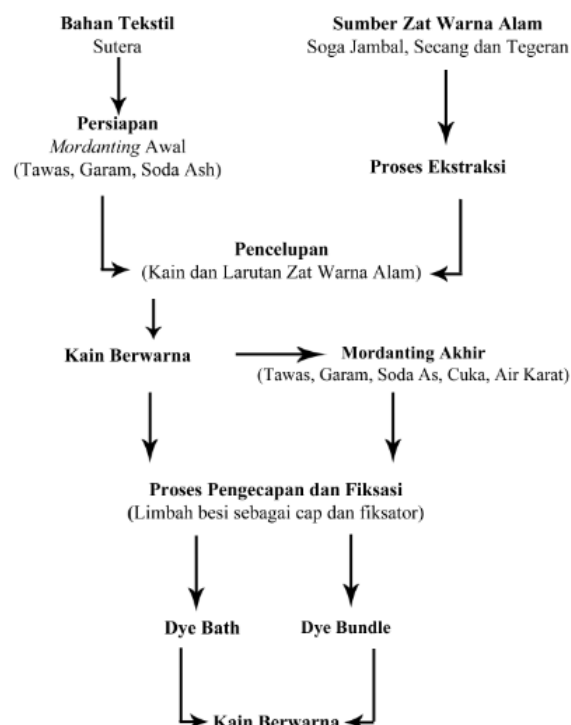 Bahan Tekstil
Sutera
Sumber Zat Warna Alam
Soga Jambal, Secang dan Tegeran
Persiapan
Mordanting Awal
(Tawas, Garam, Soda Ash)
Proses Ekstraksi
Pencelupan
(Kain dan Larutan Zat Warna Alam)
Kain Berwarna
Mordanting Akhir
(Tawas, Garam, Soda As, Cuka, Air Karat)
Proses Pengecapan dan Fiksasi
(Limbah besi sebagai cap dan fiksator)
Dye Bath
Dye Bundle
Kain Berwarna